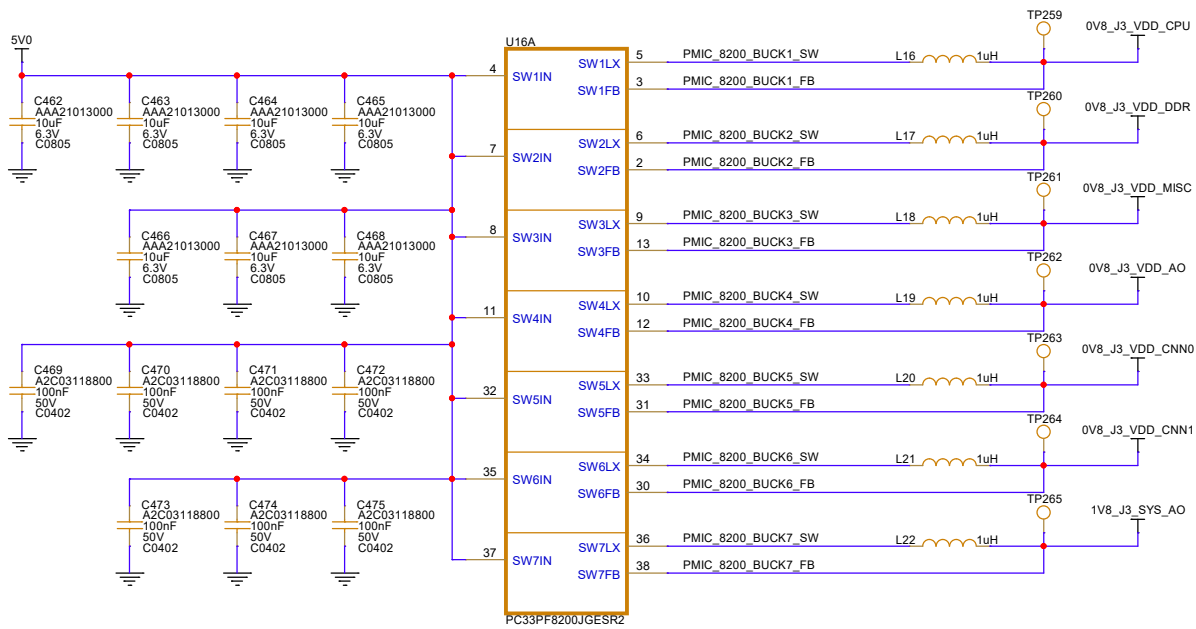 5V0
C462
AAA21013000
10uF
6.3V
C0805
C463
AAA21013000
10uF
6.3V
C0805
C464
AAA21013000
10uF
6.3V
C0805
C465
AAA21013000
10uF
6.3V
C0805
C466
AAA21013000
10uF
6.3V
C0805
C467
AAA21013000
10uF
6.3V
C0805
C468
AAA21013000
10uF
6.3V
C0805
C469
A2C03118800
100nF
50V
C0402
C470
A2C03118800
100nF
50V
C0402
C471
A2C03118800
100nF
50V
C0402
C472
A2C03118800
100nF
50V
C0402
C473
A2C03118800
100nF
50V
C0402
C474
A2C03118800
100nF
50V
C0402
C475
A2C03118800
100nF
50V
C0402
U16A
4 SW1IN
SW1LX 5 PMIC_8200_BUCK1_SW L16 1uH
SW1FB 3 PMIC_8200_BUCK1_FB
TP259
0V8_J3_VDD_CPU
7 SW2IN
SW2LX 6 PMIC_8200_BUCK2_SW L17 1uH
SW2FB 2 PMIC_8200_BUCK2_FB
TP260
0V8_J3_VDD_DDR
8 SW3IN
SW3LX 9 PMIC_8200_BUCK3_SW L18 1uH
SW3FB 13 PMIC_8200_BUCK3_FB
TP261
0V8_J3_VDD_MISC
11 SW4IN
SW4LX 10 PMIC_8200_BUCK4_SW L19 1uH
SW4FB 12 PMIC_8200_BUCK4_FB
TP262
0V8_J3_VDD_AO
32 SW5IN
SW5LX 33 PMIC_8200_BUCK5_SW L20 1uH
SW5FB 31 PMIC_8200_BUCK5_FB
TP263
0V8_J3_VDD_CNN0
35 SW6IN
SW6LX 34 PMIC_8200_BUCK6_SW L21 1uH
SW6FB 30 PMIC_8200_BUCK6_FB
TP264
0V8_J3_VDD_CNN1
37 SW7IN
SW7LX 36 PMIC_8200_BUCK7_SW L22 1uH
SW7FB 38 PMIC_8200_BUCK7_FB
TP265
1V8_J3_SYS_AO
PC33PF8200JGESR2